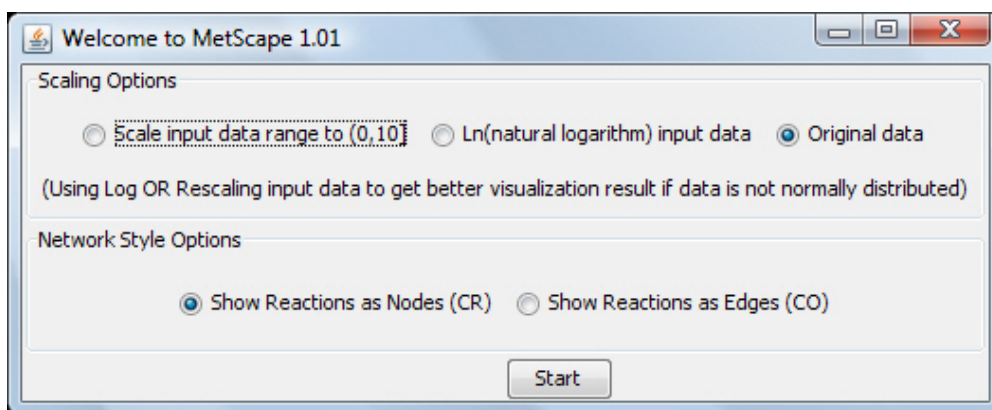 Welcome to MetScape 1.01
Scaling Options
Scale input data range to (0,10] Ln(natural logarithm) input data Original data
(Using Log OR Rescaling input data to get better visualization result if data is not normally distributed)
Network Style Options
Show Reactions as Nodes (CR) Show Reactions as Edges (CO)
Start